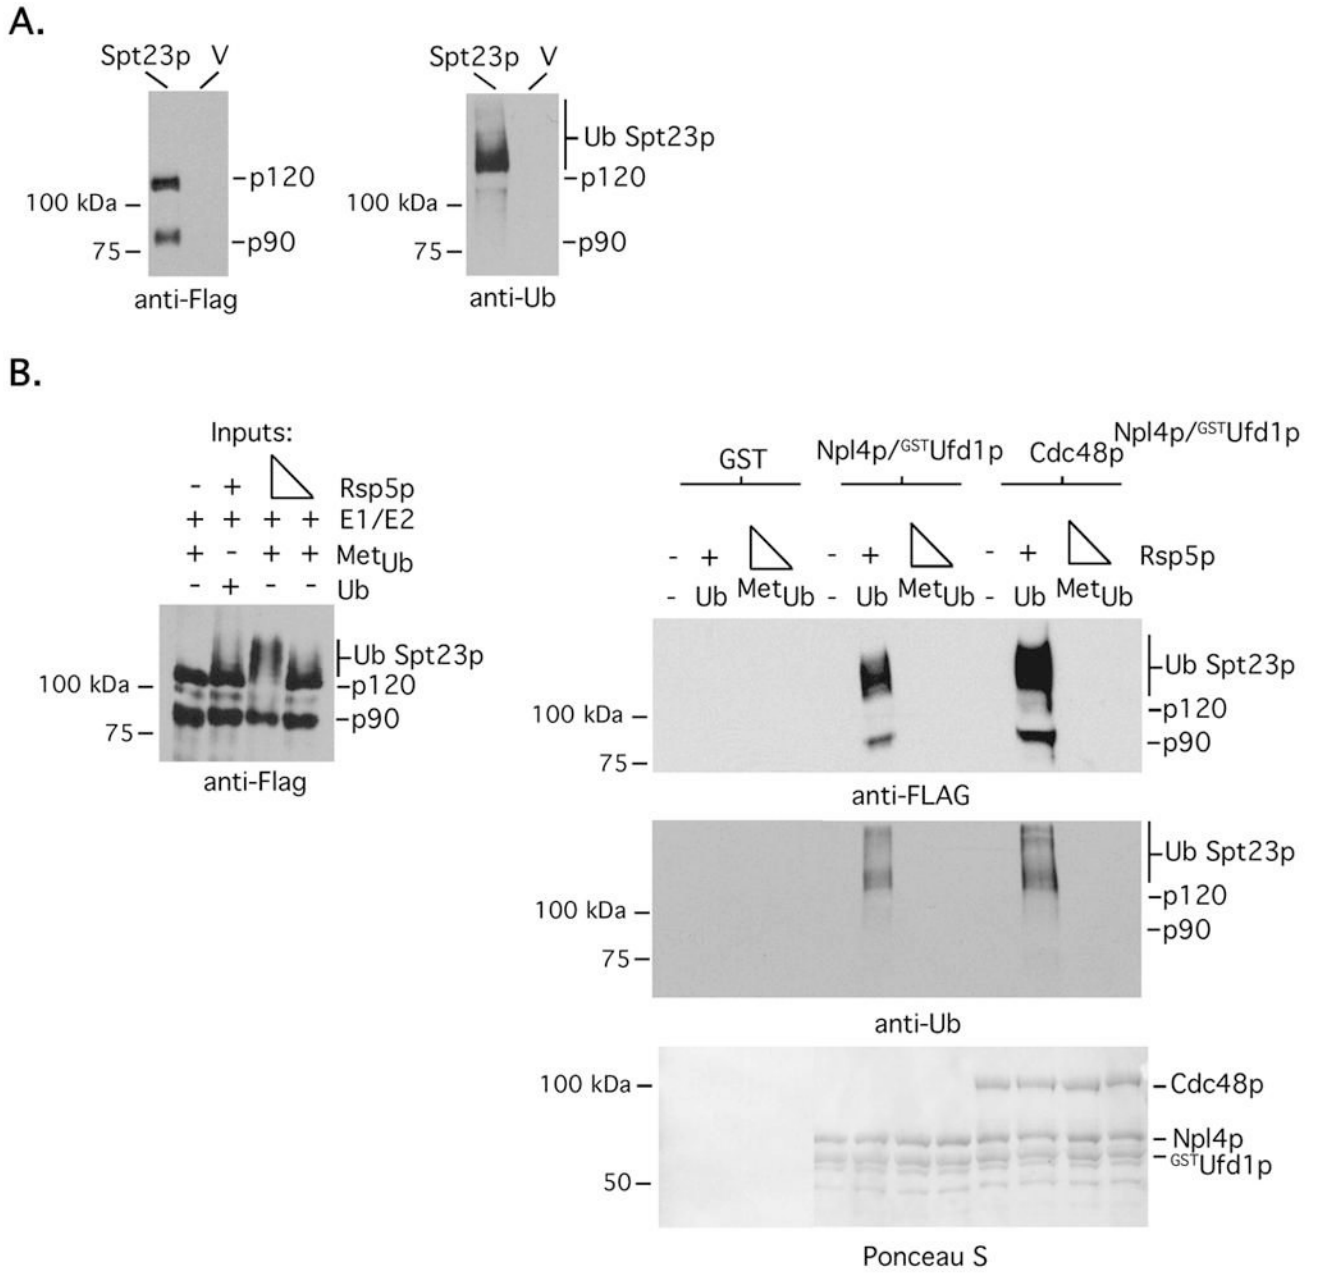 A.
Spt23p V
Spt23p V
Ub Spt23p
-p120
-p120
100 kDa –
100 kDa –
-p90
-p90
75 –
75 –
anti-Flag
anti-Ub
B.
Inputs:
- + Rsp5p
+ + + + E1/E2
+ - + + MetUb
- + - - Ub
Ub Spt23p
100 kDa –
-p120
-p90
75 –
anti-Flag
GST
Npl4p/GSTUfd1p
Cdc48p Npl4p/GSTUfd1p
- + - + - + Rsp5p
- Ub MetUb - Ub MetUb - Ub MetUb
Ub Spt23p
-p120
100 kDa –
-p90
75 –
anti-FLAG
Ub Spt23p
-p120
100 kDa –
-p90
75 –
anti-Ub
100 kDa –
–Cdc48p
– Npl4p
– GSTUfd1p
50 –
Ponceau S